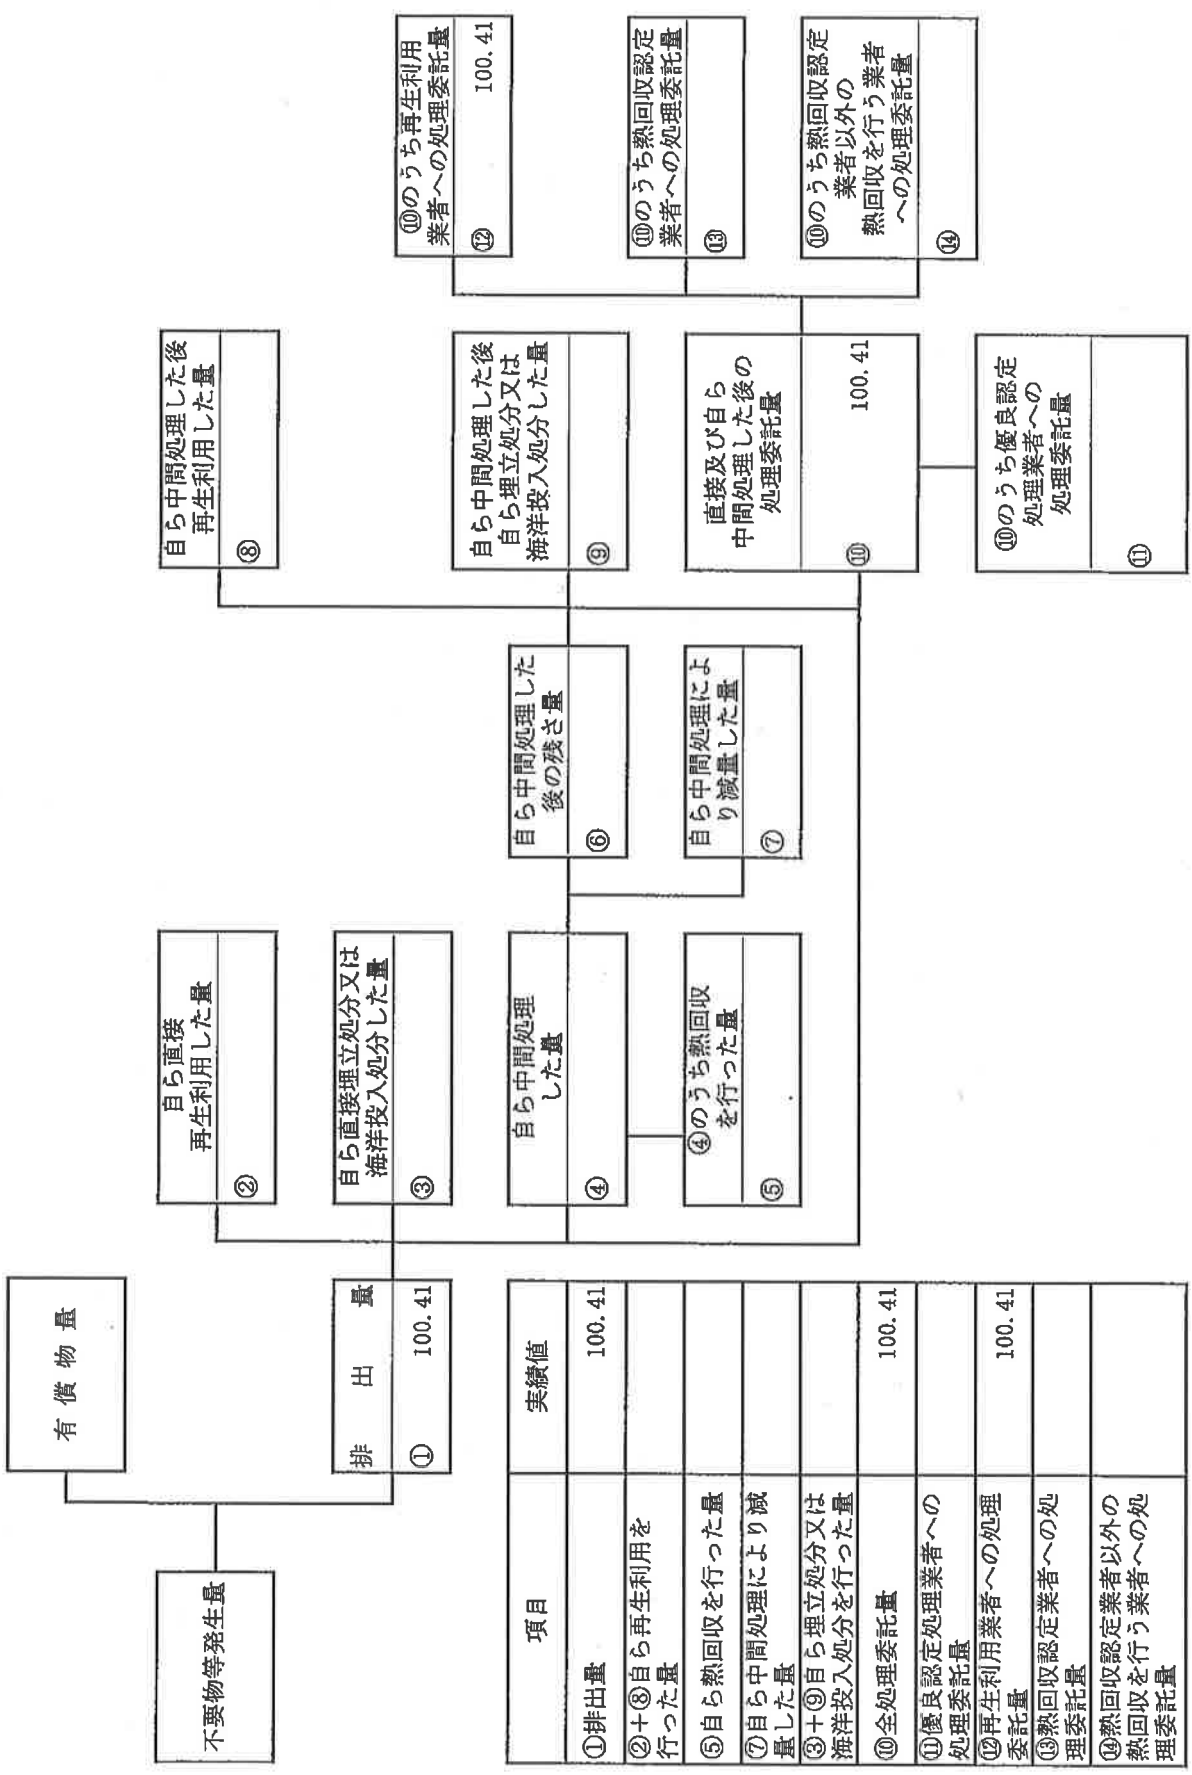 不要物等発生量
有償物量
排出量
① 100.41
自ら直接
再生利用した量
②
自ら直接埋立処分又は
海洋投入処分した量
③
自ら中間処理
した量
④
④のうち熱回収
を行った量
⑤
自ら中間処理した
後の残さ量
⑥
自ら中間処理によ
り減量した量
⑦
自ら中間処理した後
再生利用した量
⑧
自ら中間処理した後
自ら埋立処分又は
海洋投入処分した量
⑨
直接及び自ら
中間処理した後の
処理委託量
⑩ 100.41
⑩のうち優良認定
処理業者への
処理委託量
⑪
⑩のうち再生利用
業者への処理委託量
⑫ 100.41
⑩のうち熱回収認定
業者への処理委託量
⑬
⑩のうち熱回収認定
業者以外の
熱回収を行う業者
への処理委託量
⑭
項目 実績値
①排出量 100.41
②+⑧自ら再生利用を
行った量
⑤自ら熱回収を行った量
⑦自ら中間処理により減
量した量
③+⑨自ら埋立処分又は
海洋投入処分を行った量
⑩全処理委託量 100.41
⑪優良認定処理業者への
処理委託量
⑫再生利用業者への処理
委託量 100.41
⑬熱回収認定業者への処
理委託量
⑭熱回収認定業者以外の
熱回収を行う業者への処
理委託量